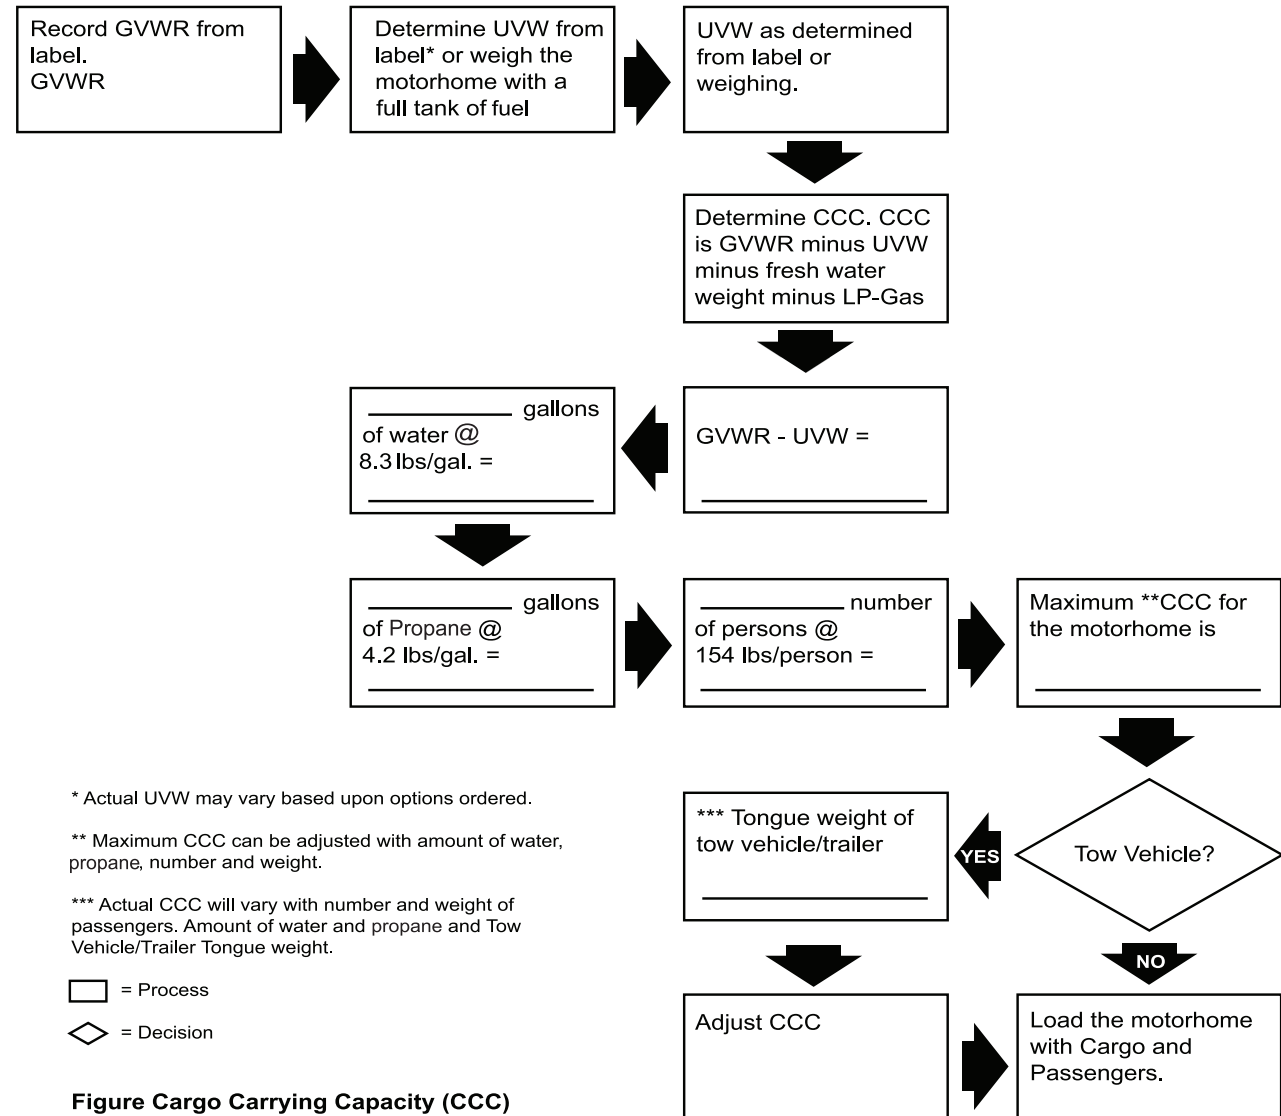 Record GVWR from
label.
GVWR
Determine UVW from
label* or weigh the
motorhome with a
full tank of fuel
UVW as determined
from label or
weighing.
Determine CCC. CCC
is GVWR minus UVW
minus fresh water
weight minus LP-Gas
GVWR - UVW =
gallons
of water @
8.3 lbs/gal. =
gallons
of Propane @
4.2 lbs/gal. =
number
of persons @
154 lbs/person =
Maximum **CCC for
the motorhome is
Tow Vehicle?
YES
*** Tongue weight of
tow vehicle/trailer
NO
Adjust CCC
Load the motorhome
with Cargo and
Passengers.
* Actual UVW may vary based upon options ordered.
** Maximum CCC can be adjusted with amount of water,
propane, number and weight.
*** Actual CCC will vary with number and weight of
passengers. Amount of water and propane and Tow
Vehicle/Trailer Tongue weight.
= Process
= Decision
Figure Cargo Carrying Capacity (CCC)